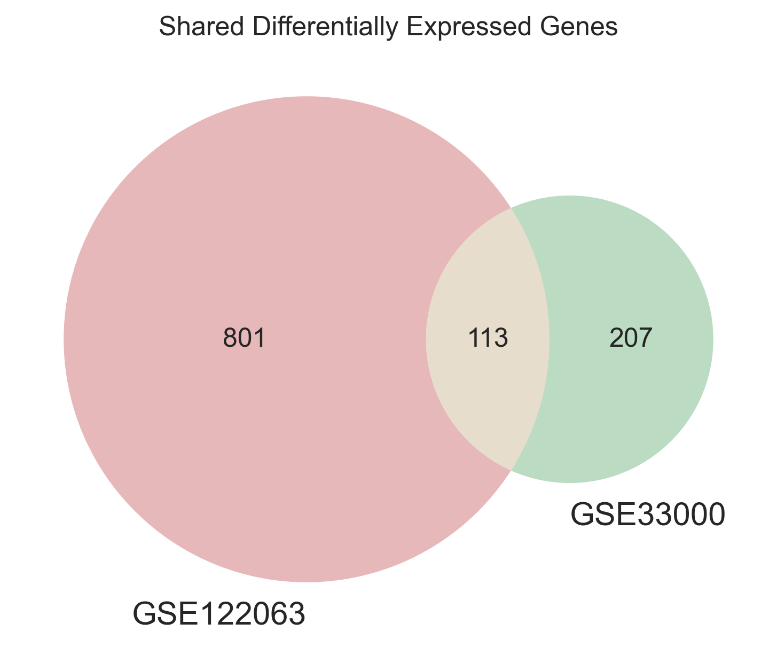 Shared Differentially Expressed Genes
801
113
207
GSE33000
GSE122063